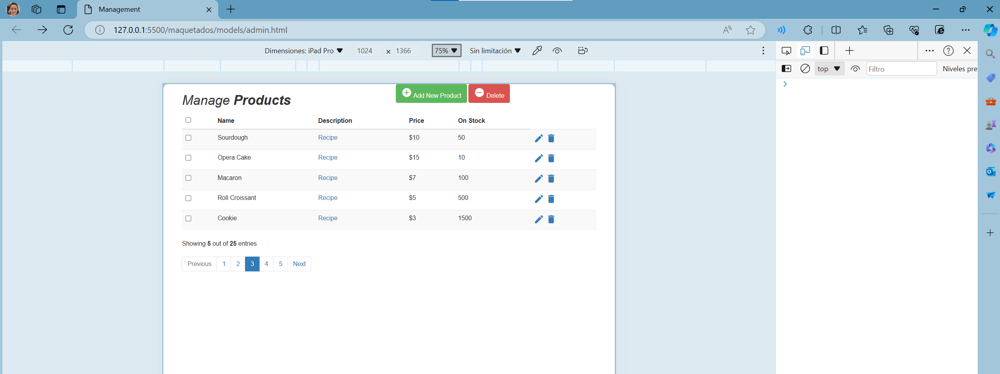 Management
127.0.0.1:5500/maquetados/models/admin.html
Dimensiones: iPad Pro 1024 × 1366 75% Sin limitación
top Filtro Niveles pre
Manage Products
Add New Product Delete
Name Description Price On Stock
Sourdough Recipe $10 50
Opera Cake Recipe $15 10
Macaron Recipe $7 100
Roll Croissant Recipe $5 500
Cookie Recipe $3 1500
Showing 5 out of 25 entries
Previous 1 2 3 4 5 Next